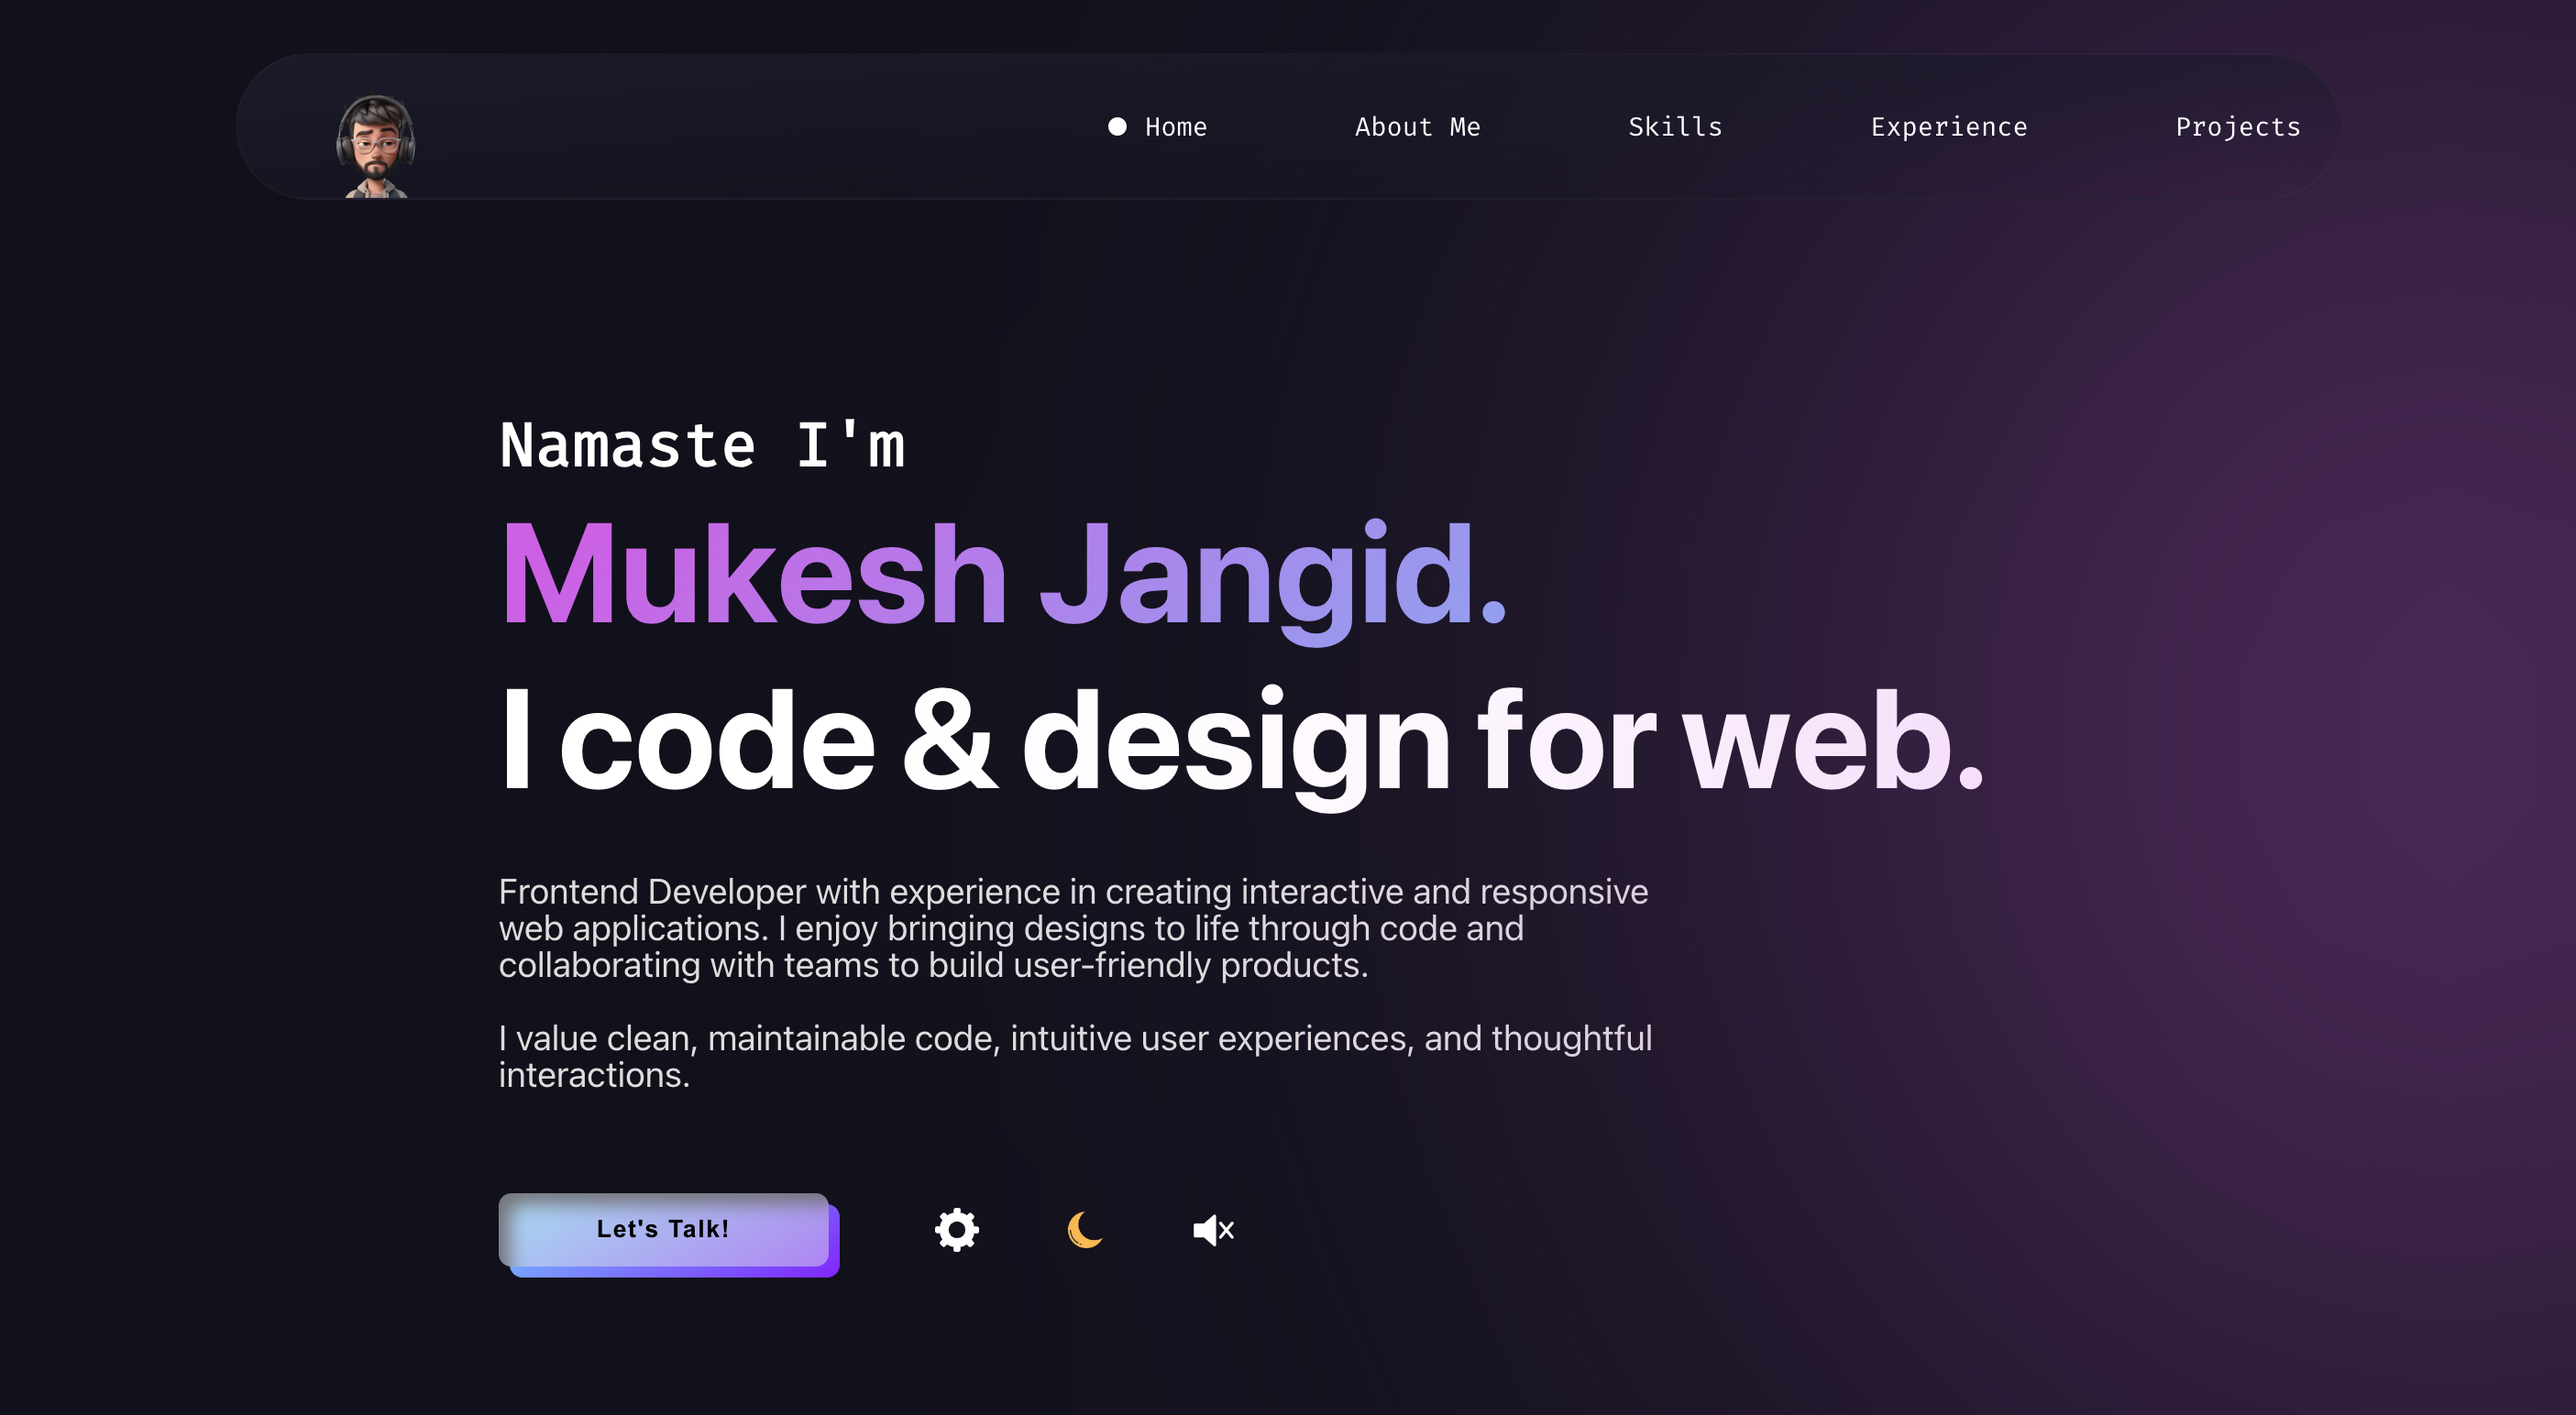 Home
About Me
Skills
Experience
Projects
Namaste I'm
Mukesh Jangid.
I code & design for web.
Frontend Developer with experience in creating interactive and responsive
web applications. I enjoy bringing designs to life through code and
collaborating with teams to build user-friendly products.
I value clean, maintainable code, intuitive user experiences, and thoughtful
interactions.
Let's Talk!